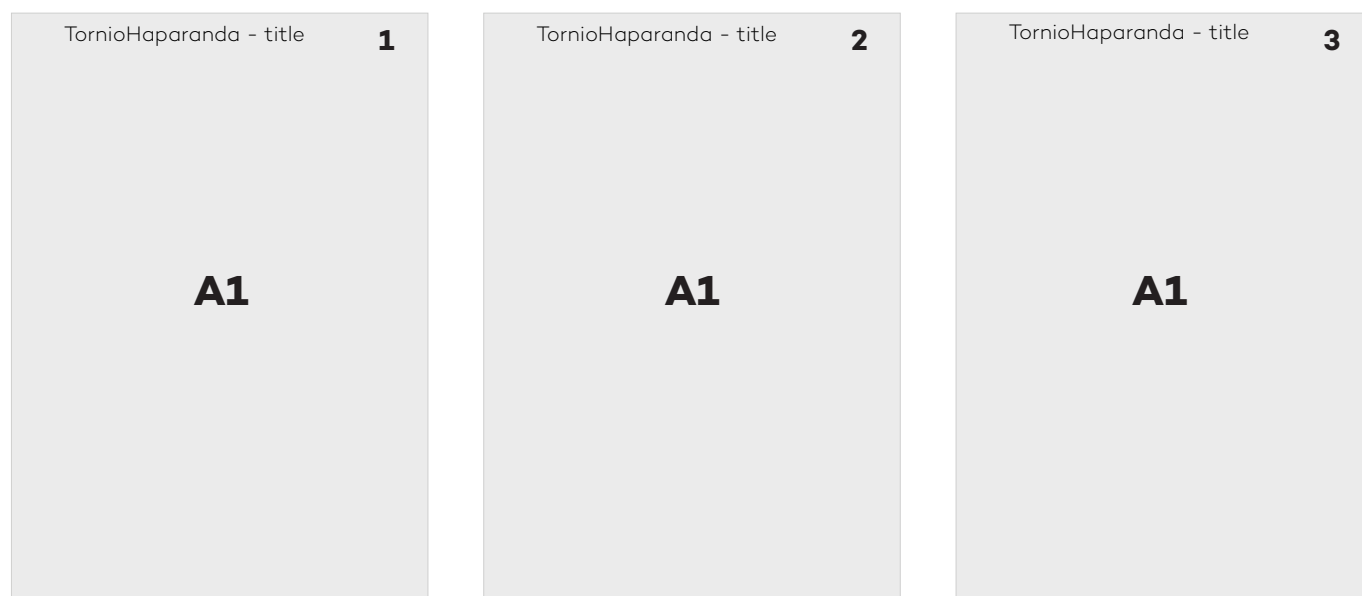 TornioHaparanda - title 1
TornioHaparanda - title 2
TornioHaparanda - title 3
A1
A1
A1